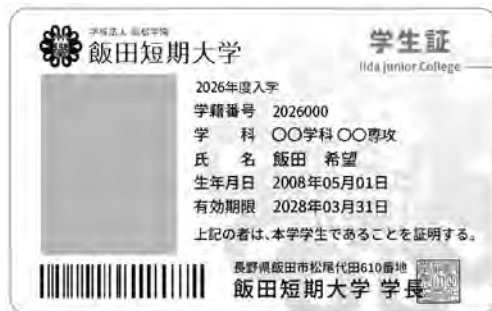 学校法人 高松学園
飯田短期大学
学生証
Iida Junior College
2026年度入学
学籍番号 2026000
学科 〇〇学科 〇〇専攻
氏名 飯田 希望
生年月日 2008年05月01日
有効期限 2028年03月31日
上記の者は、本学学生であることを証明する。
長野県飯田市松尾代田610番地
飯田短期大学 学長